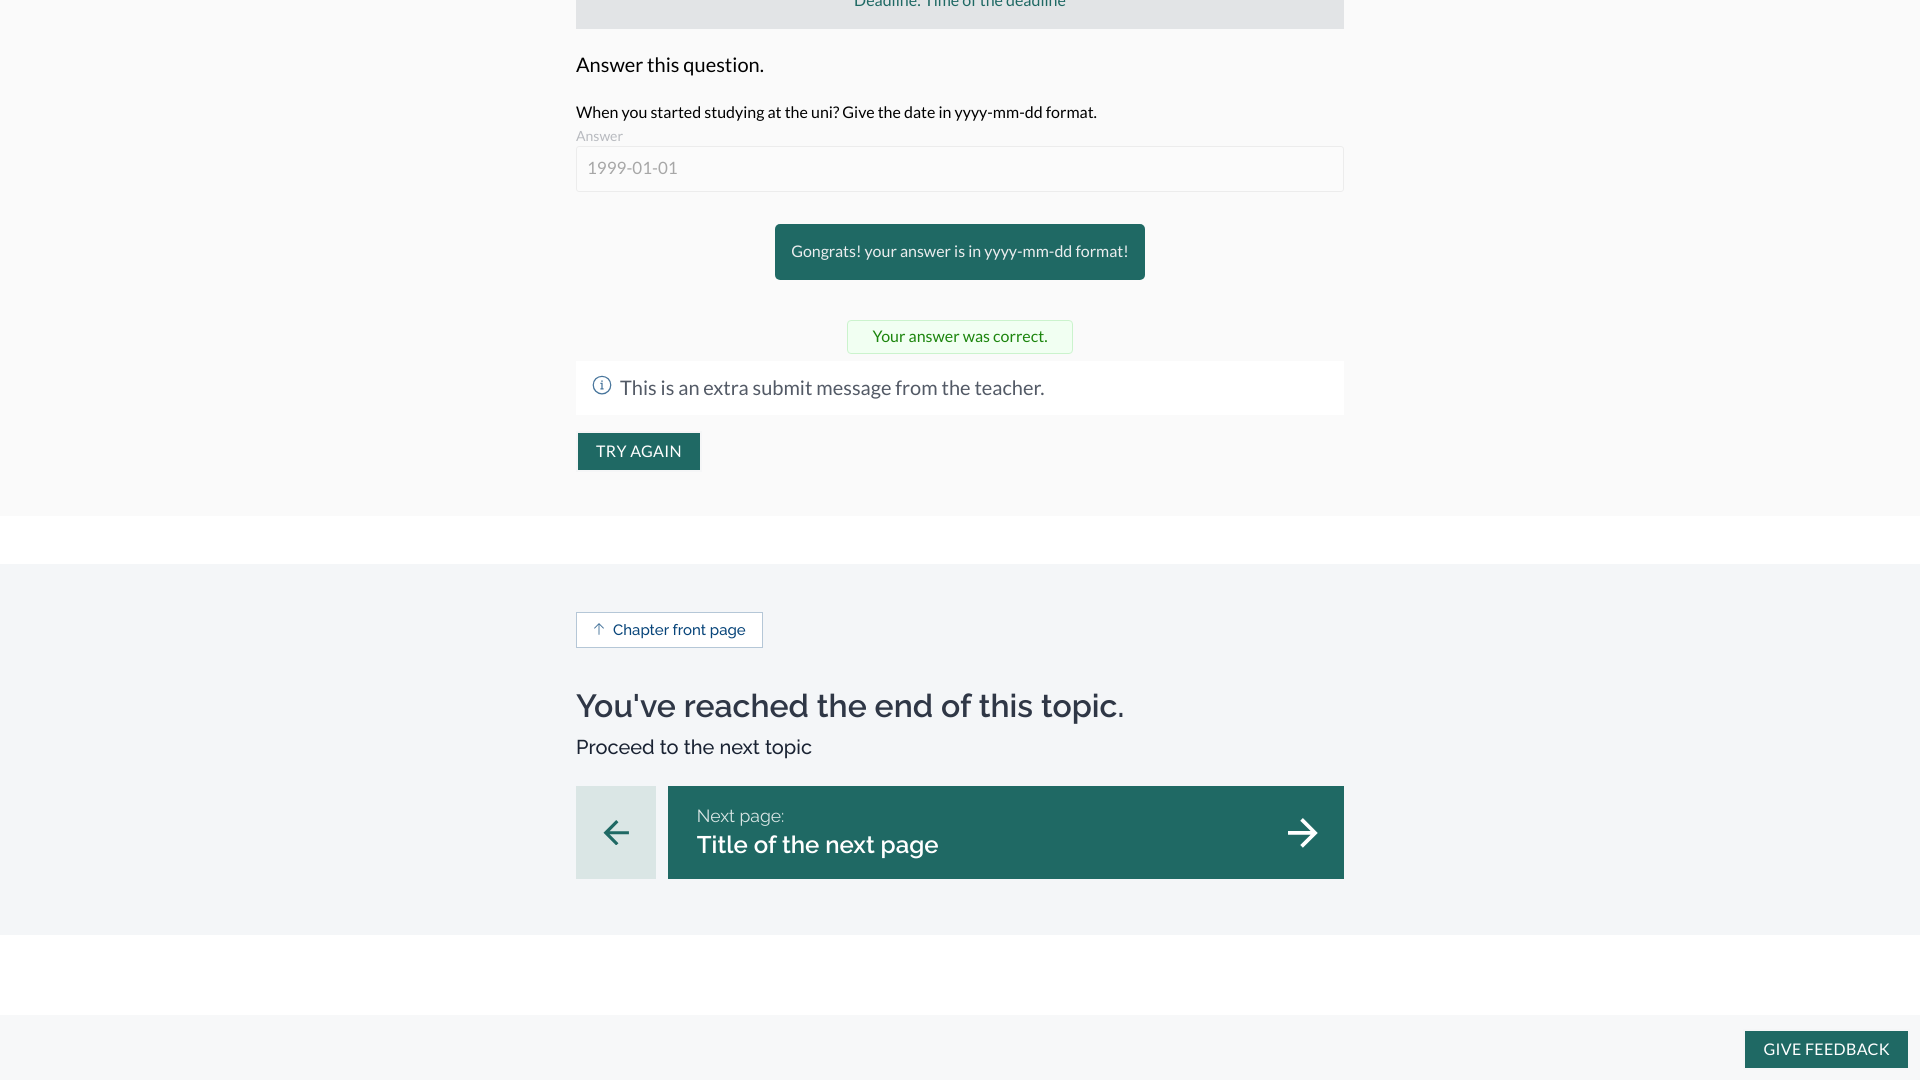 Deadline: Time of the deadline
Answer this question.
When you started studying at the uni? Give the date in yyyy-mm-dd format.
Answer
1999-01-01
Gongrats! your answer is in yyyy-mm-dd format!
Your answer was correct.
This is an extra submit message from the teacher.
TRY AGAIN
Chapter front page
You've reached the end of this topic.
Proceed to the next topic
Next page:
Title of the next page
GIVE FEEDBACK